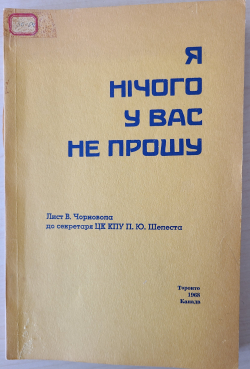 Я
НІЧОГО
У ВАС
НЕ ПРОШУ
Лист В. Чорновола
до секретаря ЦК КПУ П. Ю. Шелеста
Торонто
1968
Канада